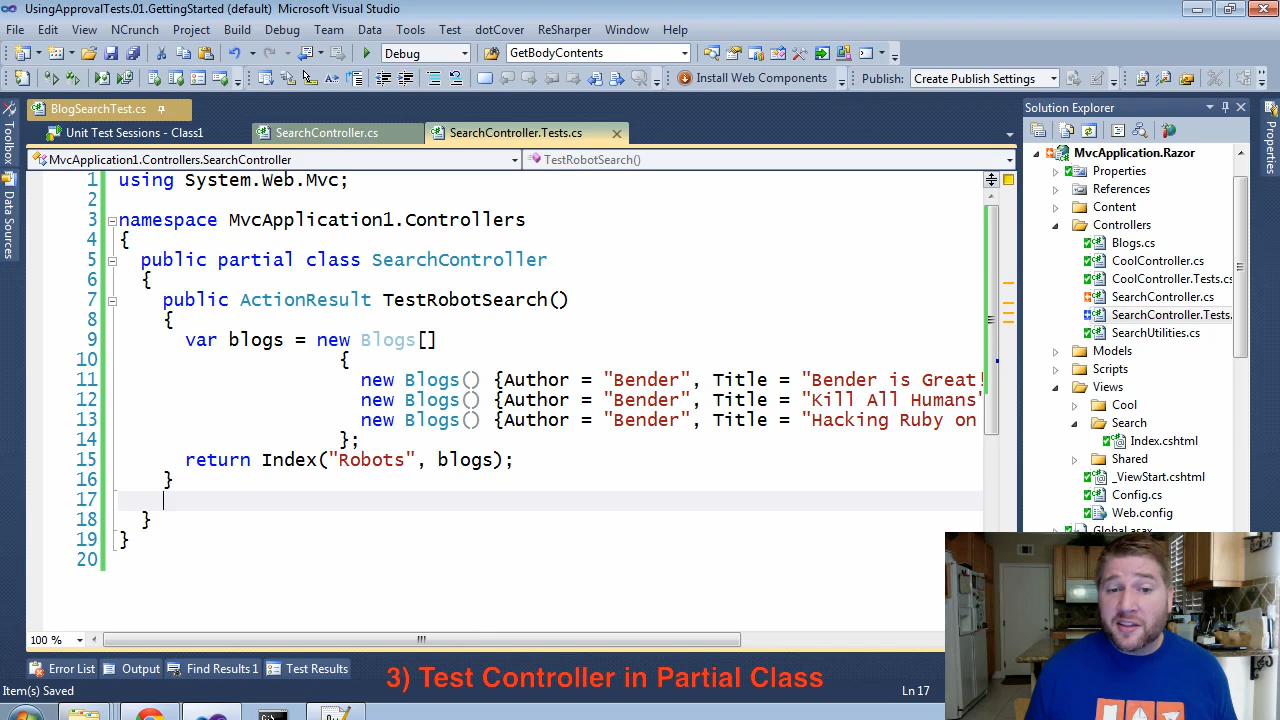 UsingApprovalTests.01.GettingStarted (default) - Microsoft Visual Studio
File Edit View NCrunch Project Build Debug Team Data Tools Test dotCover ReSharper Window Help
Debug GetBodyContents
Install Web Components Publish: Create Publish Settings
BlogSearchTest.cs
Unit Test Sessions - Class1 SearchController.cs SearchController.Tests.cs
MvcApplication1.Controllers.SearchController TestRobotSearch()
1 using System.Web.Mvc;
2
3 namespace MvcApplication1.Controllers
4 {
5 public partial class SearchController
6 {
7 public ActionResult TestRobotSearch()
8 {
9 var blogs = new Blogs[]
10 {
11 new Blogs() {Author = "Bender", Title = "Bender is Great!
12 new Blogs() {Author = "Bender", Title = "Kill All Humans"
13 new Blogs() {Author = "Bender", Title = "Hacking Ruby on
14 };
15 return Index("Robots", blogs);
16 }
17
18 }
19 }
20
100 %
Toolbox
Data Sources
Solution Explorer
Properties
MvcApplication.Razor
Properties
References
Content
Controllers
Blogs.cs
CoolController.cs
CoolController.Tests.cs
SearchController.cs
SearchController.Tests.
SearchUtilities.cs
Models
Scripts
Views
Cool
Search
Index.cshtml
Shared
_ViewStart.cshtml
Config.cs
Web.config
Global.asax
Error List Output Find Results 1 Test Results
3) Test Controller in Partial Class
Item(s) Saved Ln 17